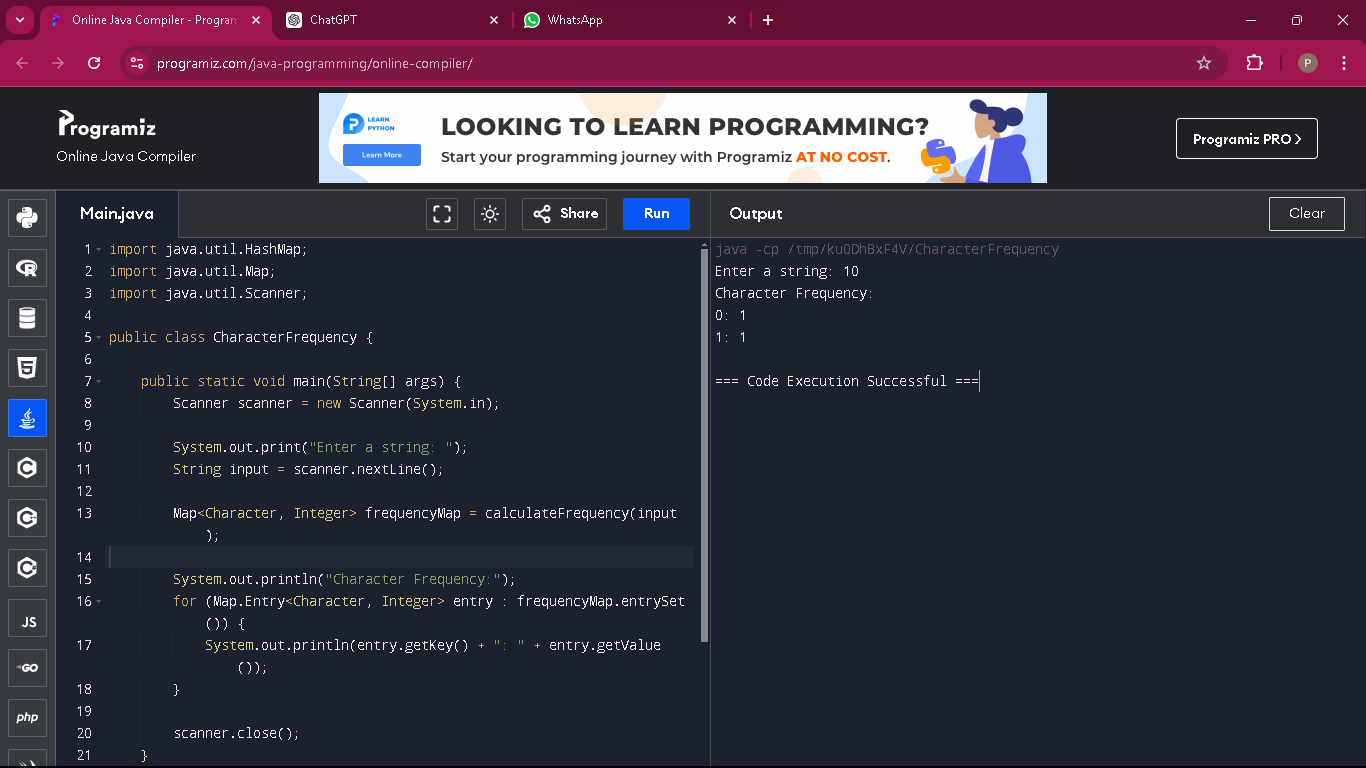 Online Java Compiler - Program
ChatGPT
WhatsApp
programiz.com/java-programming/online-compiler/
P
Programiz
Online Java Compiler
LEARN
PYTHON
Learn More
LOOKING TO LEARN PROGRAMMING?
Start your programming journey with Programiz AT NO COST.
Programiz PRO >
Main.java
Share
Run
Output
Clear
JS
GO
php
1 import java.util.HashMap;
2 import java.util.Map;
3 import java.util.Scanner;
4
5 public class CharacterFrequency {
6
7 public static void main(String[] args) {
8 Scanner scanner = new Scanner(System.in);
9
10 System.out.print("Enter a string: ");
11 String input = scanner.nextLine();
12
13 Map<Character, Integer> frequencyMap = calculateFrequency(input
);
14
15 System.out.println("Character Frequency:");
16 for (Map.Entry<Character, Integer> entry : frequencyMap.entrySet
()) {
17 System.out.println(entry.getKey() + ": " + entry.getValue
());
18 }
19
20 scanner.close();
21 }
java -cp /tmp/ku0DhBxF4V/CharacterFrequency
Enter a string: 10
Character Frequency:
0: 1
1: 1
=== Code Execution Successful ===